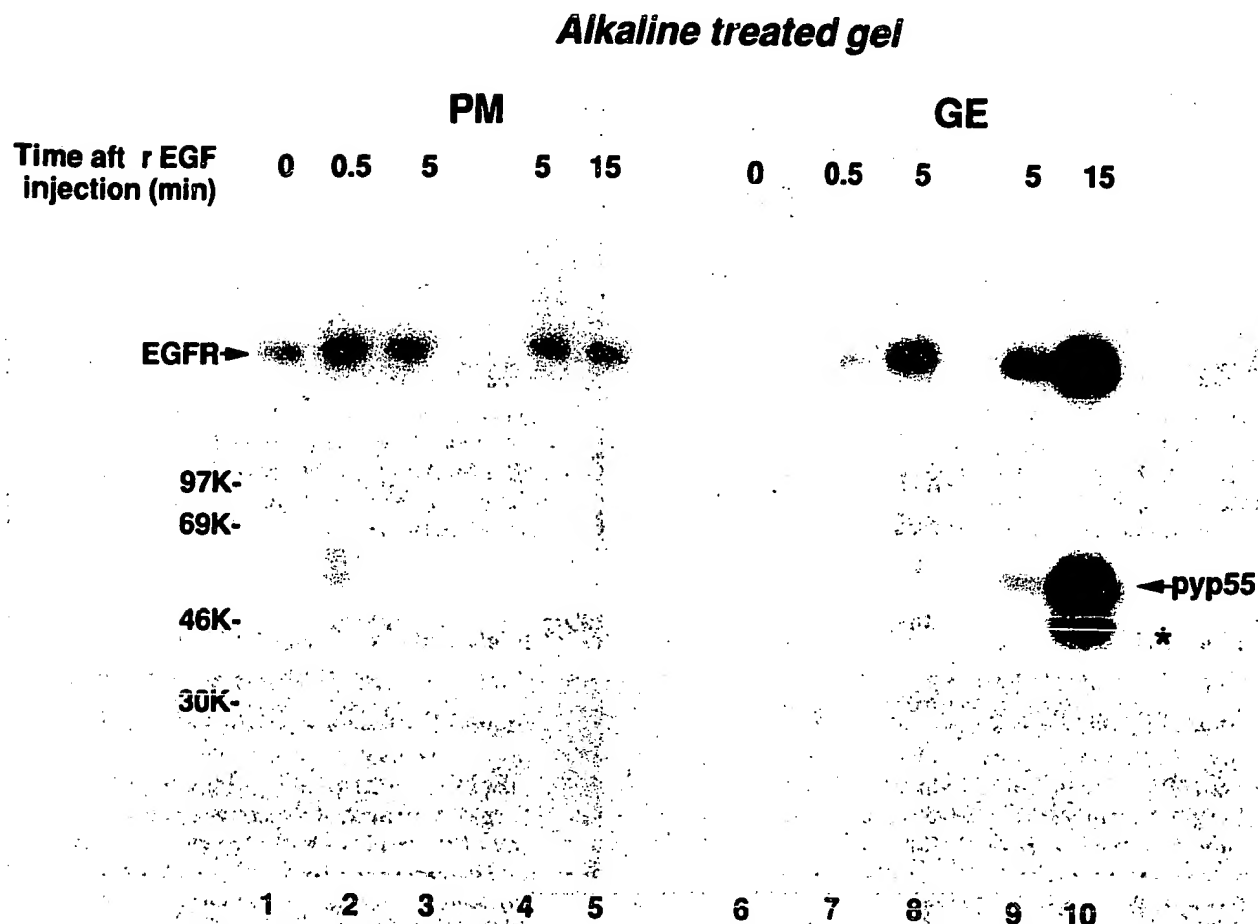 Alkaline treated gel
PM GE
Time aft r EGF
injection (min)
0 0.5 5 5 15 0 0.5 5 5 15
EGFR
97K-
69K-
pyp55
46K-
*
30K-
1 2 3 4 5 6 7 8 9 10